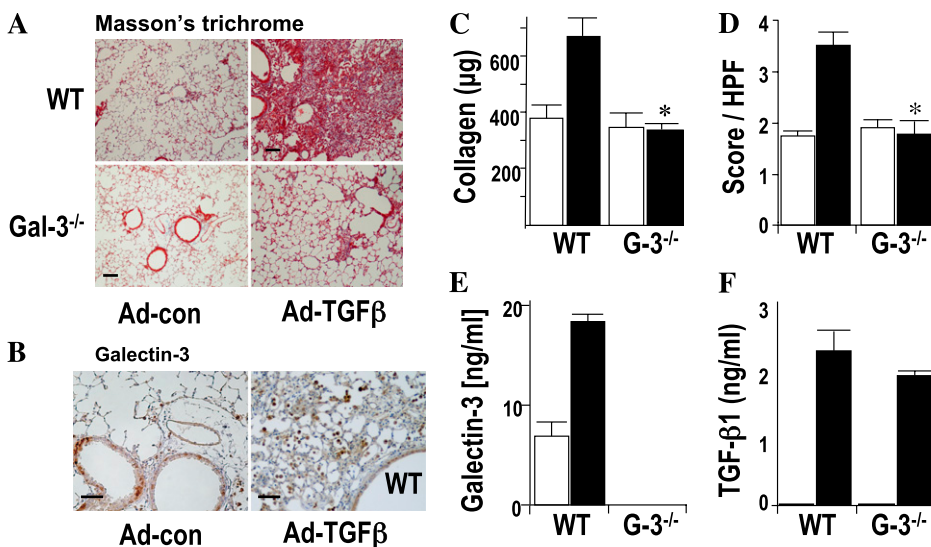 A
Masson's trichrome
WT
Gal-3-/-
Ad-con
Ad-TGFβ
B
Galectin-3
WT
Ad-con
Ad-TGFβ
C
Collagen (μg)
600
400
200
*
WT
G-3-/-
D
Score / HPF
4
3
2
1
0
*
WT
G-3-/-
E
Galectin-3 [ng/ml]
20
10
0
WT
G-3-/-
F
TGF-β1 (ng/ml)
3
2
1
0
WT
G-3-/-